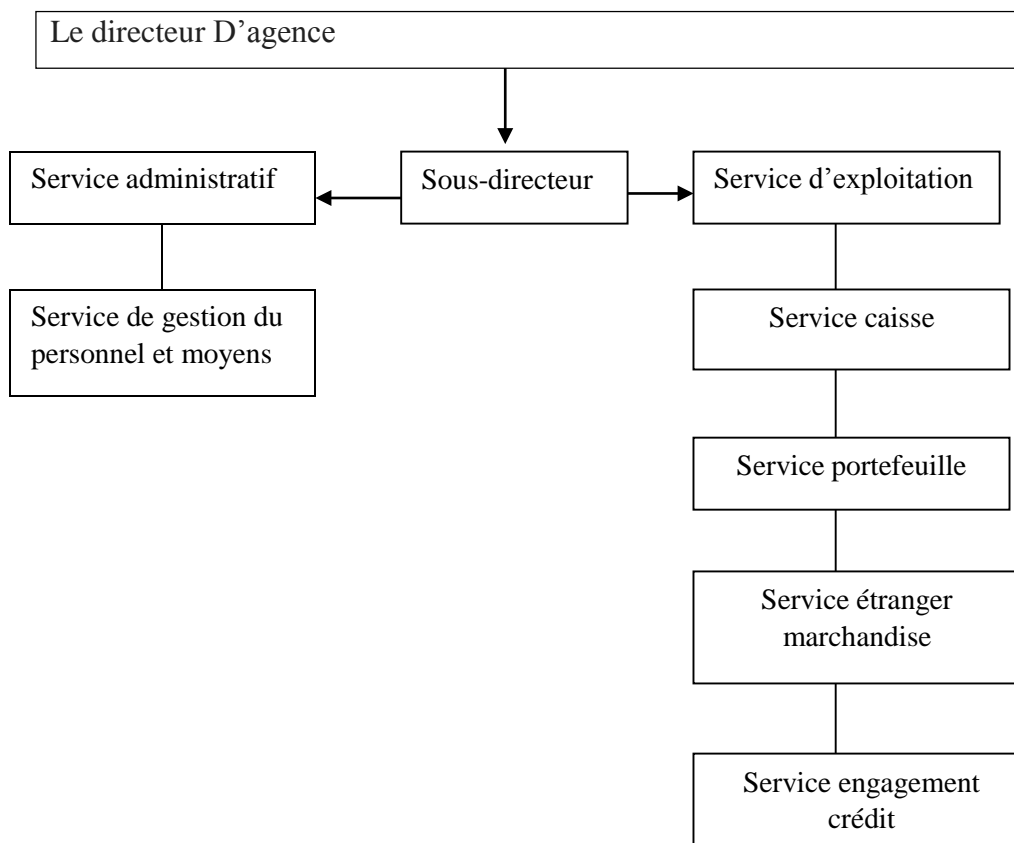 Le directeur D’agence
Service administratif
Sous-directeur
Service d’exploitation
Service de gestion du
personnel et moyens
Service caisse
Service portefeuille
Service étranger
marchandise
Service engagement
crédit